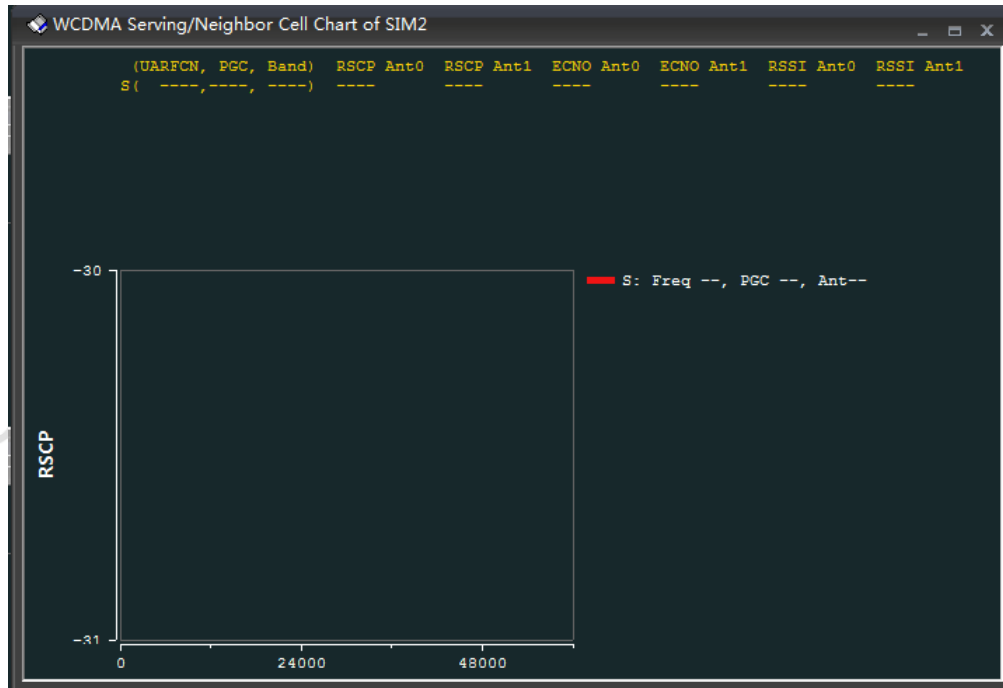 WCDMA Serving/Neighbor Cell Chart of SIM2
(UARFCN, PGC, Band) RSCP Ant0 RSCP Ant1 ECNO Ant0 ECNO Ant1 RSSI Ant0 RSSI Ant1
S( ----,----, ----) ---- ---- ---- ---- ---- ----
-30
S: Freq --, PGC --, Ant--
RSCP
-31
0 24000 48000